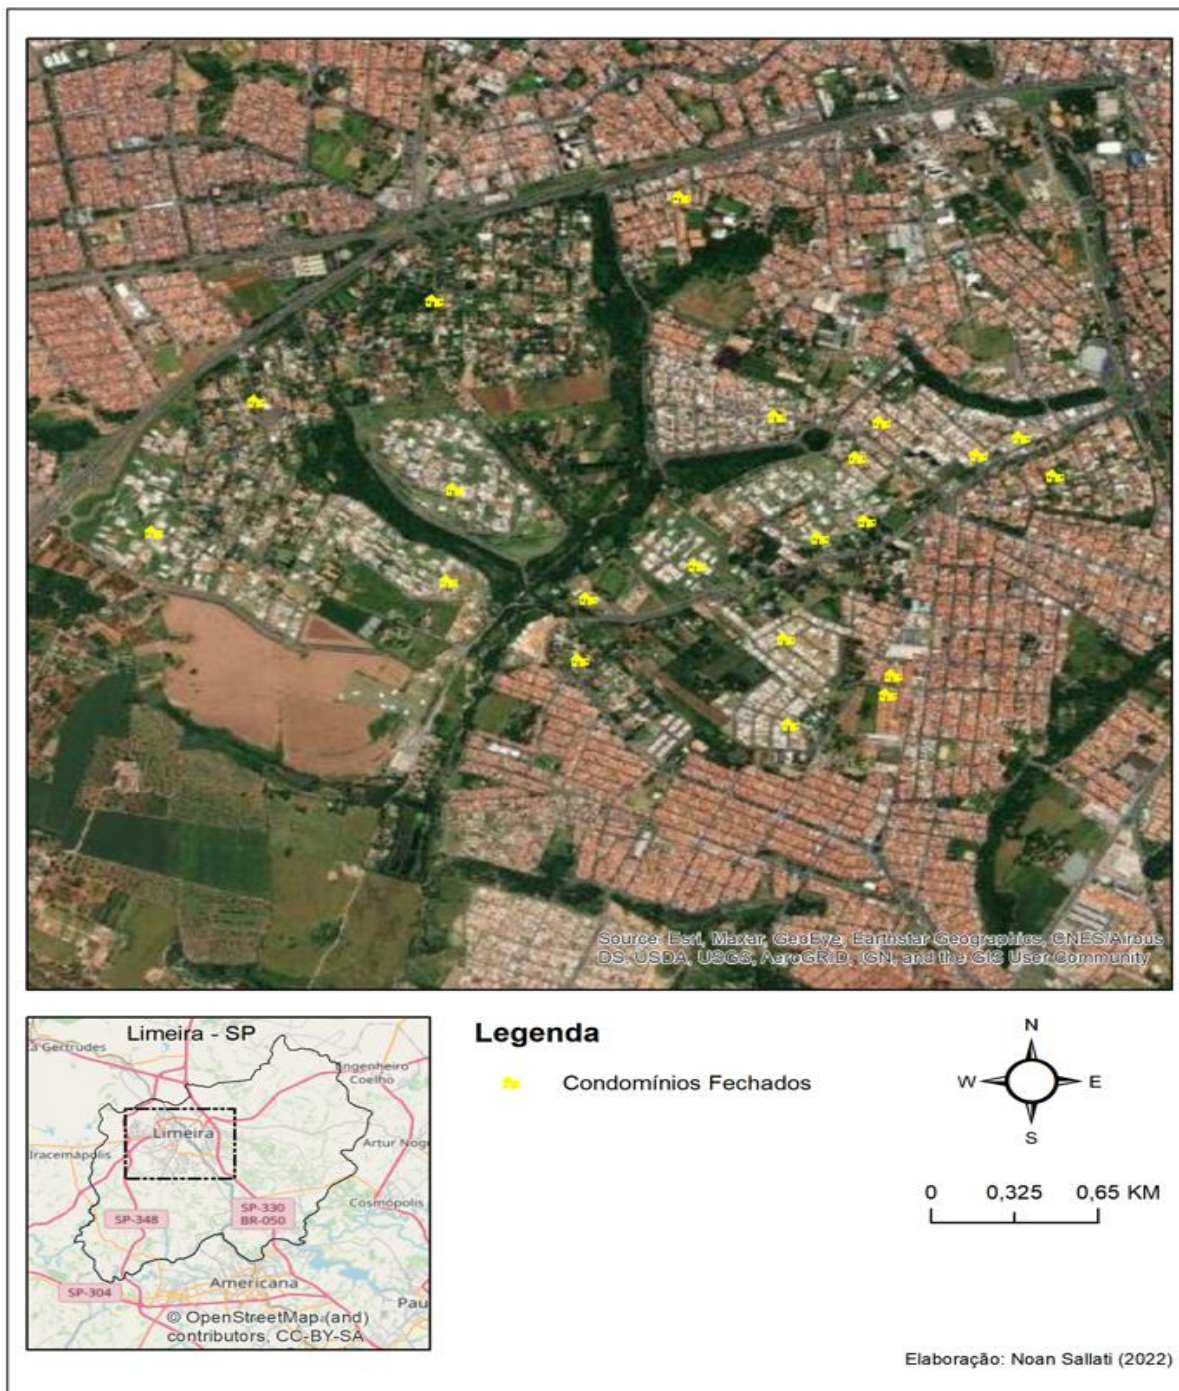 Source: Esri, Maxar, GeoEye, Earthstar Geographics, CNES/Airbus
DS, USDA, USGS, AeroGRID, IGN, and the GIS User Community
Limeira - SP
a Gertrudes
Engenheiro
Coelho
Limeira
Iracemápolis
Artur Nog
Cosmópolis
SP-348
SP-330
BR-050
SP-304
Americana
Pau
© OpenStreetMap (and)
contributors, CC-BY-SA
Legenda
Condomínios Fechados
N
W
E
S
0 0,325 0,65 KM
Elaboração: Noan Sallati (2022)